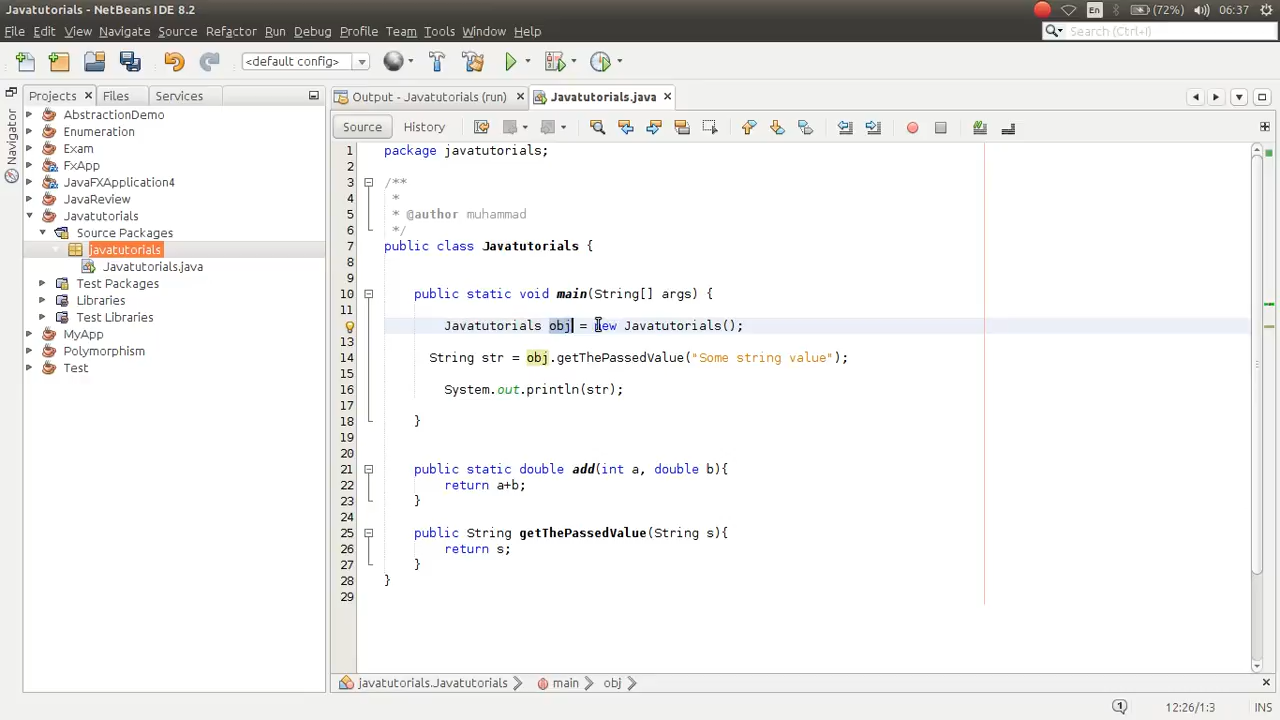 Javatutorials - NetBeans IDE 8.2
En
(72%)
06:37
File Edit View Navigate Source Refactor Run Debug Profile Team Tools Window Help
Search (Ctrl+I)
<default config>
Projects
Files
Services
Navigator
AbstractionDemo
Enumeration
Exam
FxApp
JavaFXApplication4
JavaReview
Javatutorials
Source Packages
javatutorials
Javatutorials.java
Test Packages
Libraries
Test Libraries
MyApp
Polymorphism
Test
Output - Javatutorials (run)
Javatutorials.java
Source
History
1 package javatutorials;
2
3 /**
4 *
5 * @author muhammad
6 */
7 public class Javatutorials {
8
9
10 public static void main(String[] args) {
11
Javatutorials obj = new Javatutorials();
13
14 String str = obj.getThePassedValue("Some string value");
15
16 System.out.println(str);
17
18 }
19
20
21 public static double add(int a, double b){
22 return a+b;
23 }
24
25 public String getThePassedValue(String s){
26 return s;
27 }
28 }
29
javatutorials.Javatutorials
main
obj
1
12:26/1:3
INS